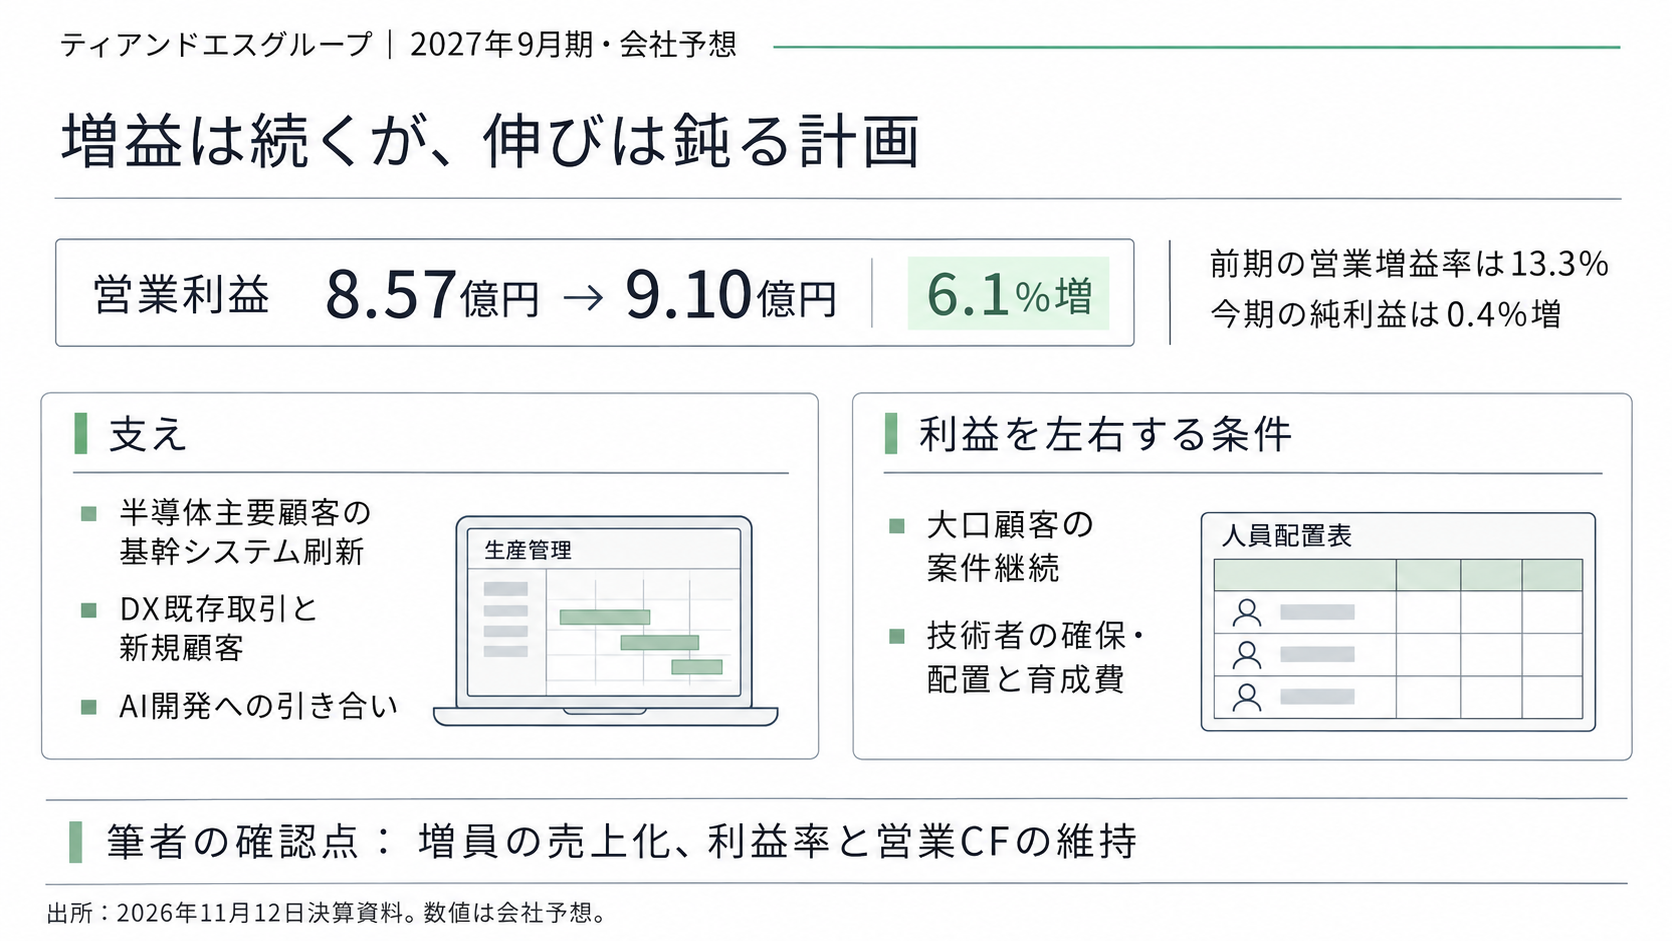 ティアンドエスグループ｜2027年9月期・会社予想
増益は続くが、伸びは鈍る計画
営業利益 8.57億円 → 9.10億円 6.1%増
前期の営業増益率は13.3%
今期の純利益は0.4%増
支え
半導体主要顧客の
基幹システム刷新
DX既存取引と
新規顧客
AI開発への引き合い
生産管理
利益を左右する条件
大口顧客の
案件継続
技術者の確保・
配置と育成費
人員配置表
筆者の確認点： 増員の売上化、利益率と営業CFの維持
出所：2026年11月12日決算資料。数値は会社予想。